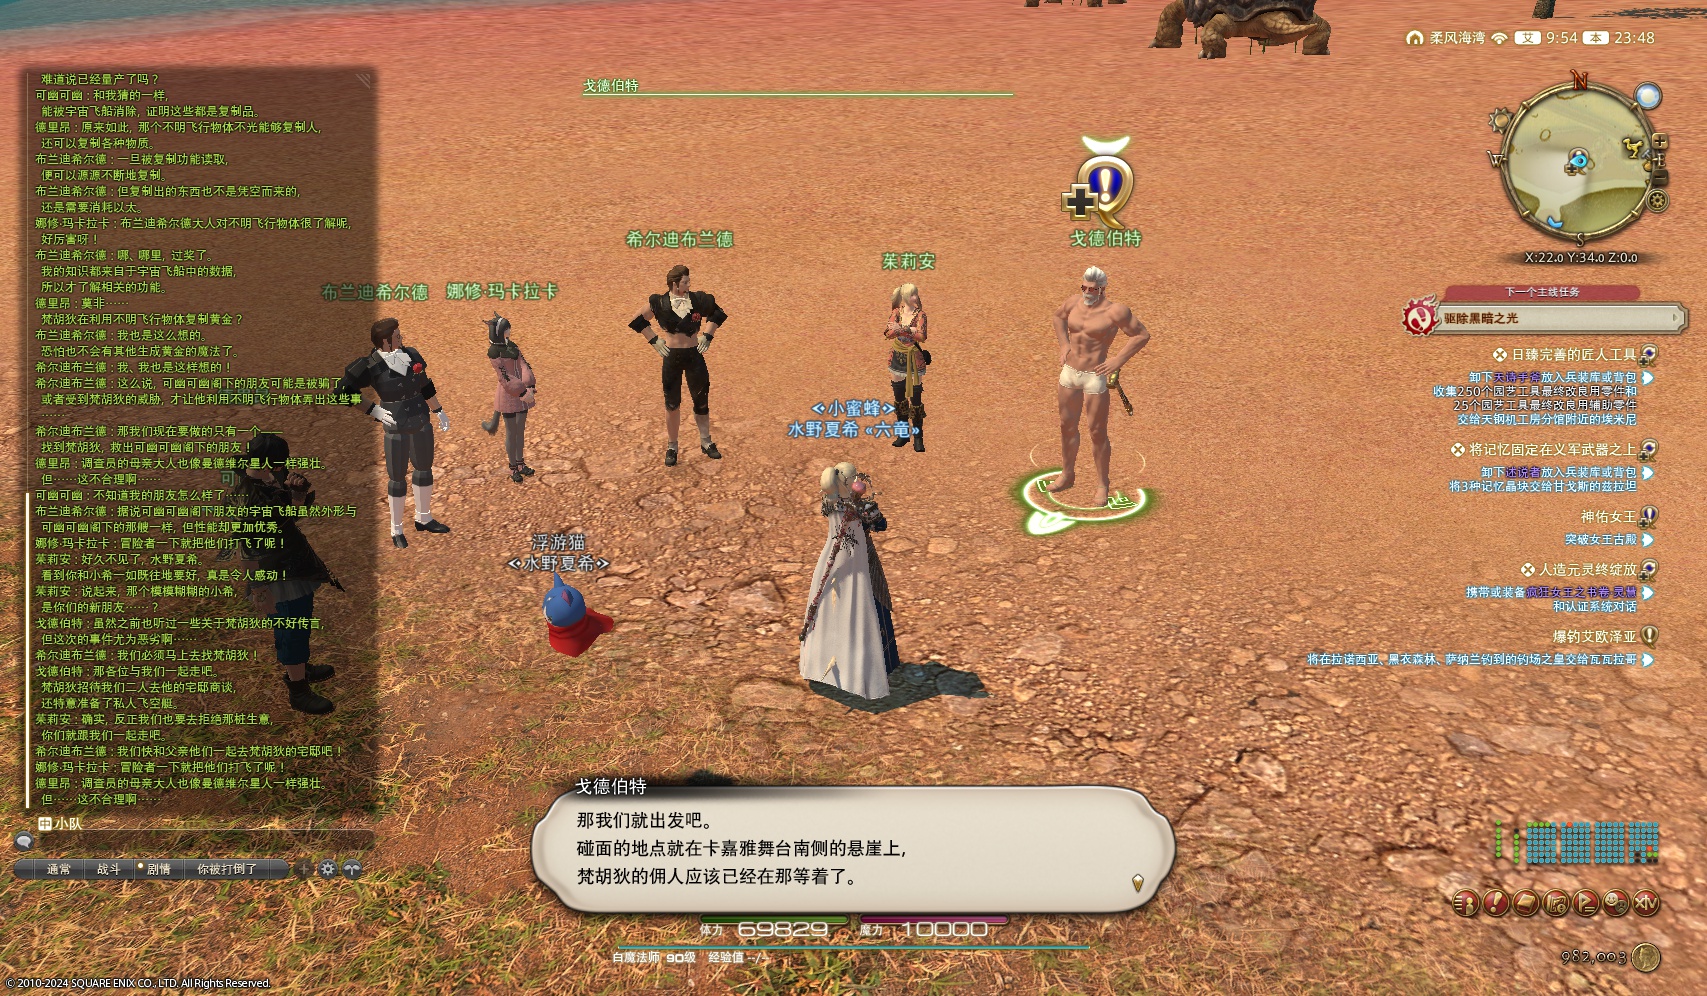 柔风海湾 艾 9:54 本 23:48
难道说已经量产了吗？
可幽可幽：和我猜的一样，
能被宇宙飞船消除，证明这些都是复制品。
德里昂：原来如此，那个不明飞行物体不光能够复制人，
还可以复制各种物质。
布兰迪希尔德：一旦被复制功能读取，
便可以源源不断地复制。
布兰迪希尔德：但复制出的东西也不是凭空而来的，
还是需要消耗以太。
娜修·玛卡拉卡：布兰迪希尔德大人对不明飞行物体很了解呢，
好厉害呀！
布兰迪希尔德：哪、哪里，过奖了。
我的知识都来自于宇宙飞船中的数据，
所以才了解相关的功能。
德里昂：莫非……
梵胡狄在利用不明飞行物体复制黄金？
布兰迪希尔德：我也是这么想的。
恐怕也不会有其他生成黄金的魔法了。
希尔迪布兰德：我、我也是这样想的！
希尔迪布兰德：这么说，可幽可幽阁下的朋友可能是被骗了，
或者受到梵胡狄的威胁，才让他利用不明飞行物体弄出这些事
……
希尔迪布兰德：那我们现在要做的只有一个——
找到梵胡狄，救出可幽可幽阁下的朋友！
德里昂：调查员的母亲大人也像曼德维尔星人一样强壮。
但……这不合理啊……
可幽可幽：不知道我的朋友怎么样了……
布兰迪希尔德：据说可幽可幽阁下朋友的宇宙飞船虽然外形与
可幽可幽阁下的那艘一样，但性能却更加优秀。
娜修·玛卡拉卡：冒险者一下就把他们打飞了呢！
茱莉安：好久不见了，水野夏希。
看到你和小希一如既往地要好，真是令人感动！
茱莉安：说起来，那个模模糊糊的小希，
是你们的新朋友……？
戈德伯特：虽然之前也听过一些关于梵胡狄的不好传言，
但这次的事件尤为恶劣啊……
希尔迪布兰德：我们必须马上去找梵胡狄！
戈德伯特：那各位与我们一起走吧。
梵胡狄招待我们二人去他的宅邸商谈，
还特意准备了私人飞空艇。
茱莉安：确实，反正我们也要去拒绝那桩生意，
你们就跟我们一起走吧。
希尔迪布兰德：我们快和父亲他们一起去梵胡狄的宅邸吧！
娜修·玛卡拉卡：冒险者一下就把他们打飞了呢！
德里昂：调查员的母亲大人也像曼德维尔星人一样强壮。
但……这不合理啊……
中 小队
通常 战斗 剧情 你被打倒了
戈德伯特
戈德伯特
希尔迪布兰德
茱莉安
布兰迪希尔德
娜修·玛卡拉卡
可
«小蜜蜂»
水野夏希 «六竜»
浮游猫
«水野夏希»
N
W
E
S
X:22.0 Y:34.0 Z:0.0
下一个主线任务
驱除黑暗之光
日臻完善的匠人工具
卸下天诗手斧放入兵装库或背包
收集250个园艺工具最终改良用零件和
25个园艺工具最终改良用辅助零件
交给天钢机工房分馆附近的埃米尼
将记忆固定在义军武器之上
卸下述说者放入兵装库或背包
将3种记忆晶块交给甘戈斯的兹拉坦
神佑女王
突破女王古殿
人造元灵终绽放
携带或装备疯狂女王之书卷·灵慧
和认证系统对话
爆钓艾欧泽亚
将在拉诺西亚、黑衣森林、萨纳兰钓到的钓场之皇交给瓦瓦拉哥
戈德伯特
那我们就出发吧。
碰面的地点就在卡嘉雅舞台南侧的悬崖上，
梵胡狄的佣人应该已经在那等着了。
体力 69829 魔力 10000
白魔法师 90级 经验值 --/--
982,003
© 2010-2024 SQUARE ENIX CO., LTD. All Rights Reserved.